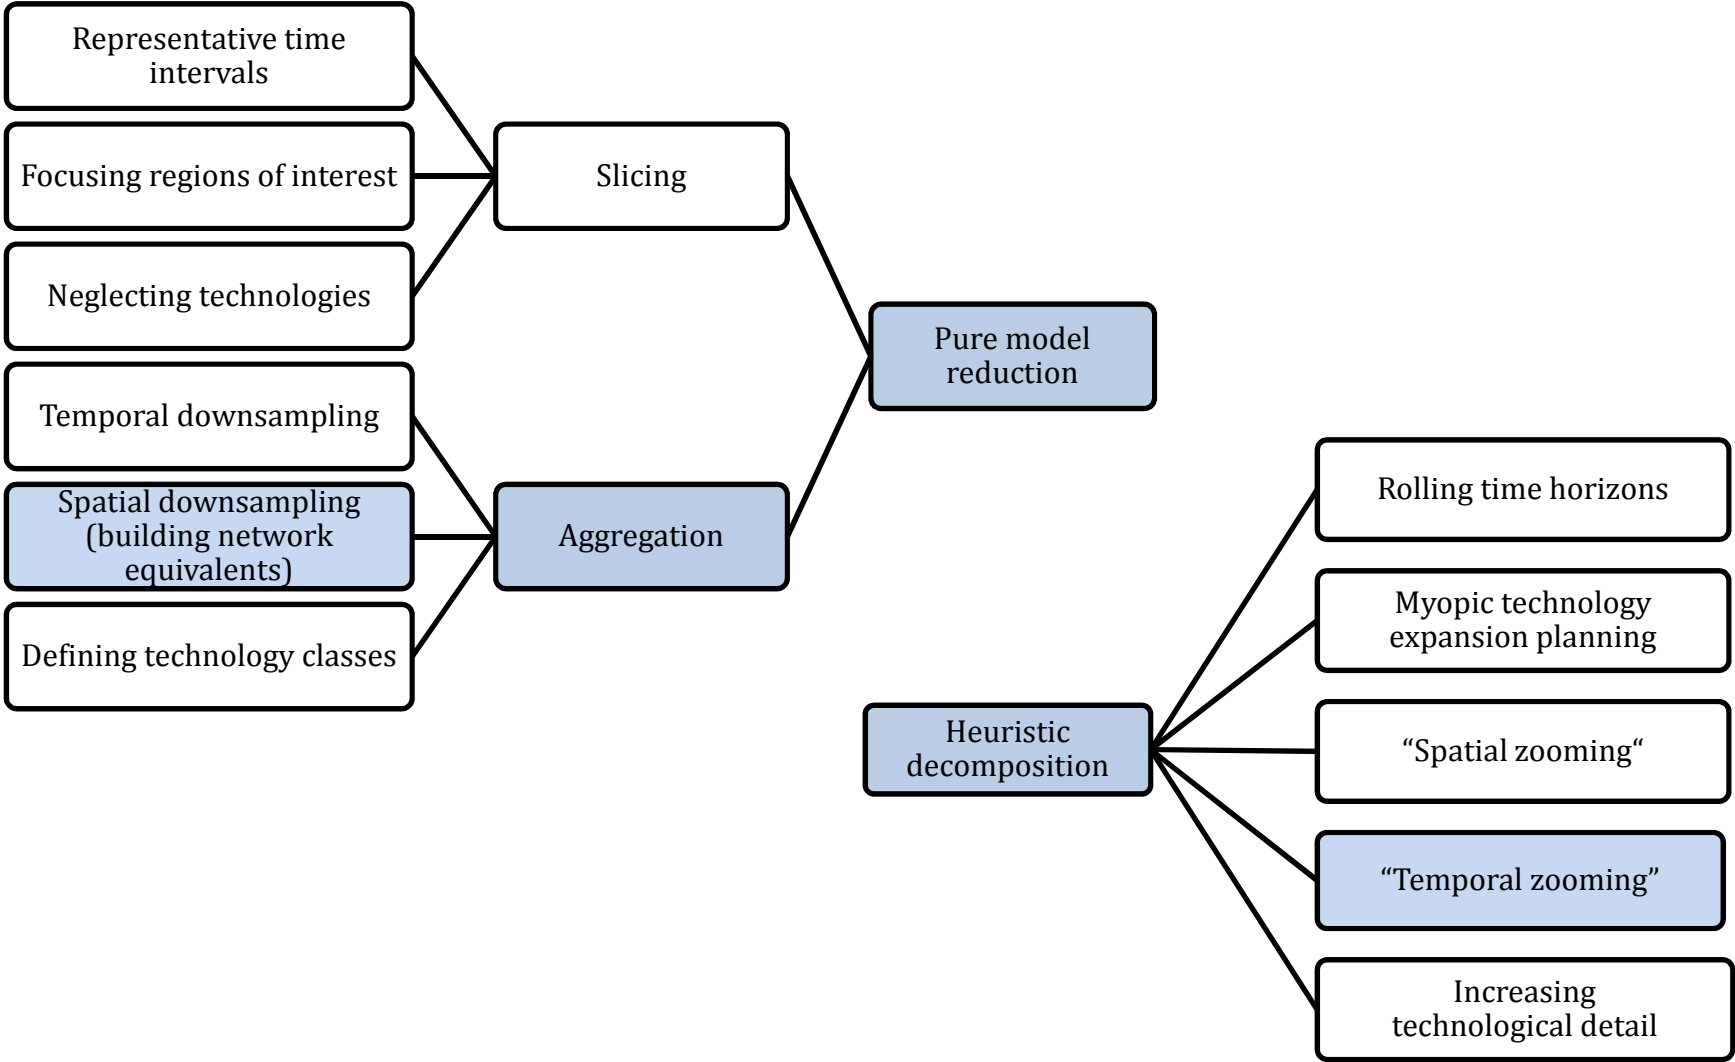 Representative time
intervals
Focusing regions of interest
Neglecting technologies
Slicing
Temporal downsampling
Spatial downsampling
(building network
equivalents)
Defining technology classes
Aggregation
Pure model
reduction
Heuristic
decomposition
Rolling time horizons
Myopic technology
expansion planning
“Spatial zooming“
“Temporal zooming”
Increasing
technological detail